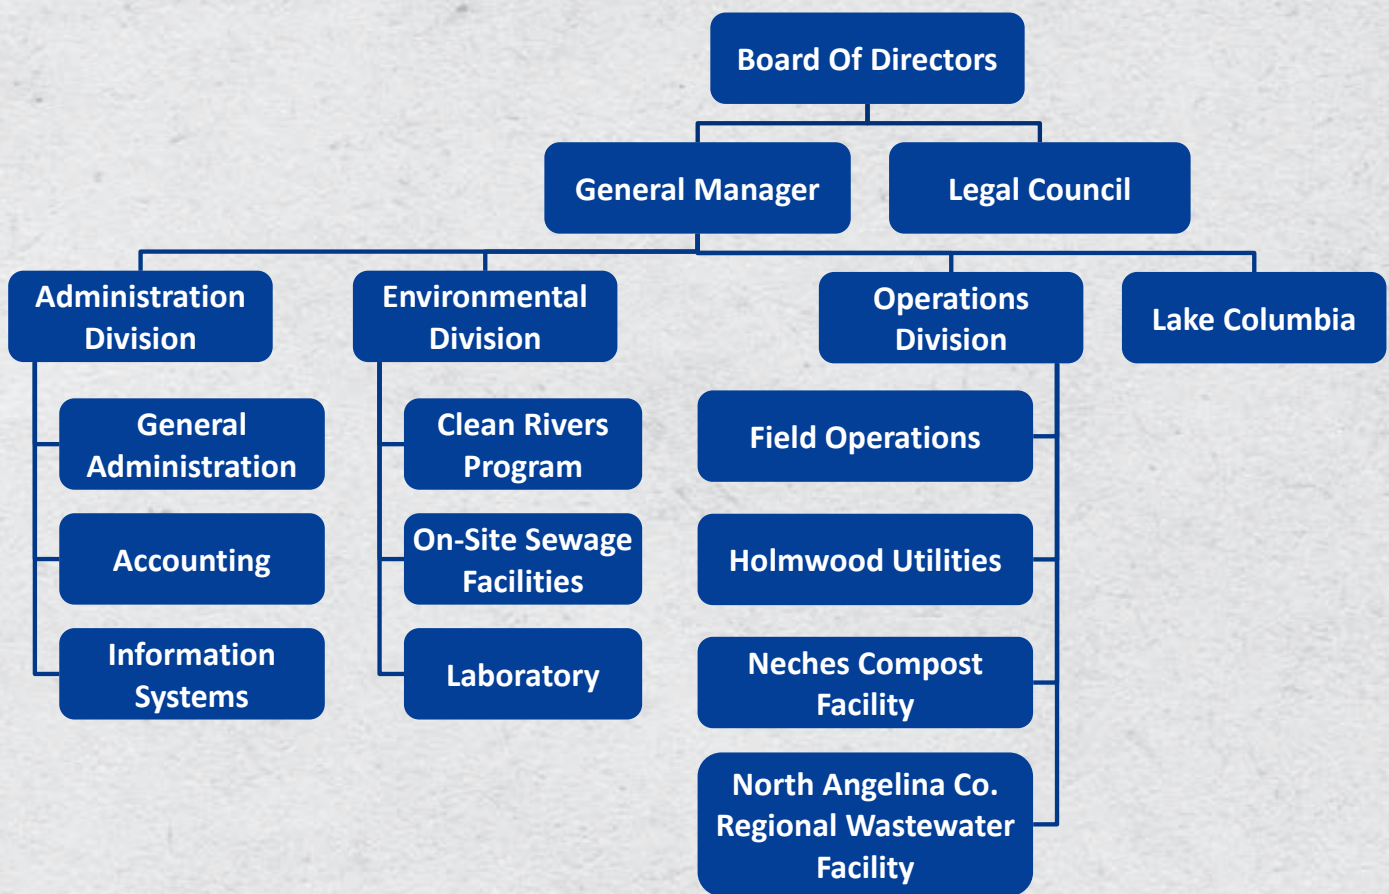 Board Of Directors
General Manager
Legal Council
Administration
Division
Environmental
Division
Operations
Division
Lake Columbia
General
Administration
Accounting
Information
Systems
Clean Rivers
Program
On-Site Sewage
Facilities
Laboratory
Field Operations
Holmwood Utilities
Neches Compost
Facility
North Angelina Co.
Regional Wastewater
Facility